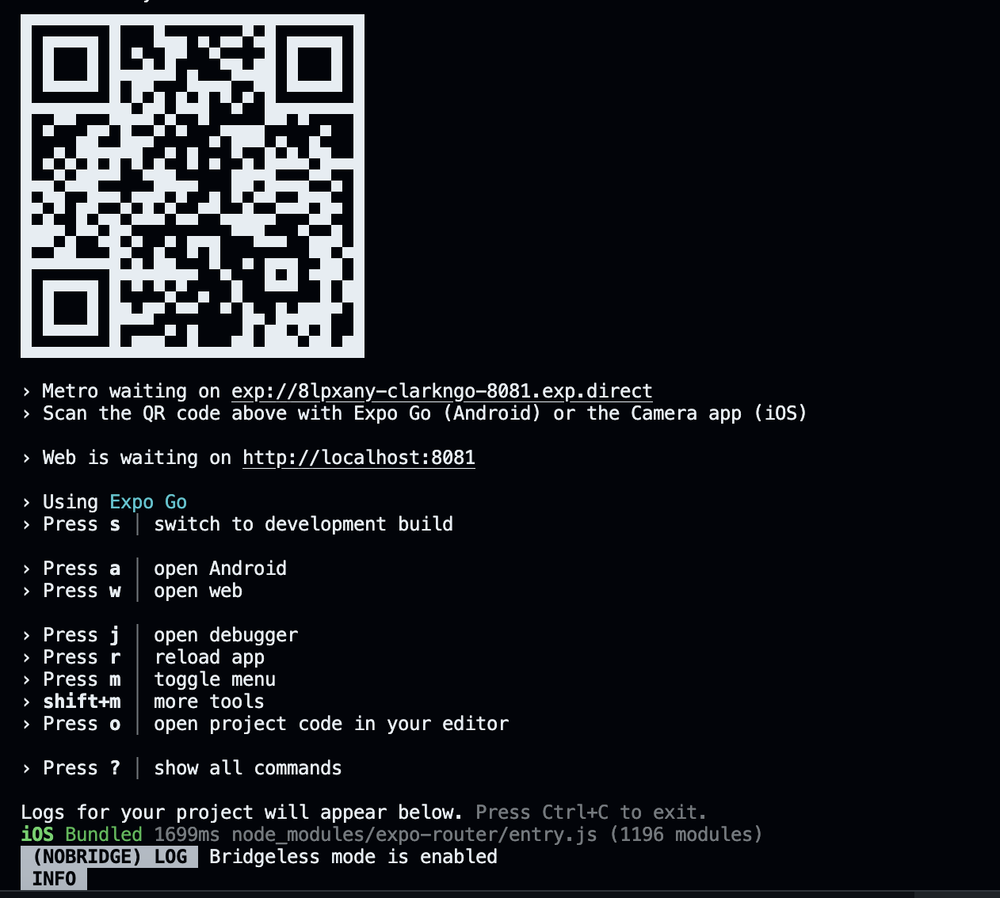 › Metro waiting on exp://8lpxany-clarkngo-8081.exp.direct
› Scan the QR code above with Expo Go (Android) or the Camera app (iOS)
› Web is waiting on http://localhost:8081
› Using Expo Go
› Press s │ switch to development build
› Press a │ open Android
› Press w │ open web
› Press j │ open debugger
› Press r │ reload app
› Press m │ toggle menu
› shift+m │ more tools
› Press o │ open project code in your editor
› Press ? │ show all commands
Logs for your project will appear below. Press Ctrl+C to exit.
iOS Bundled 1699ms node_modules/expo-router/entry.js (1196 modules)
(NOBRIDGE) LOG Bridgeless mode is enabled
INFO